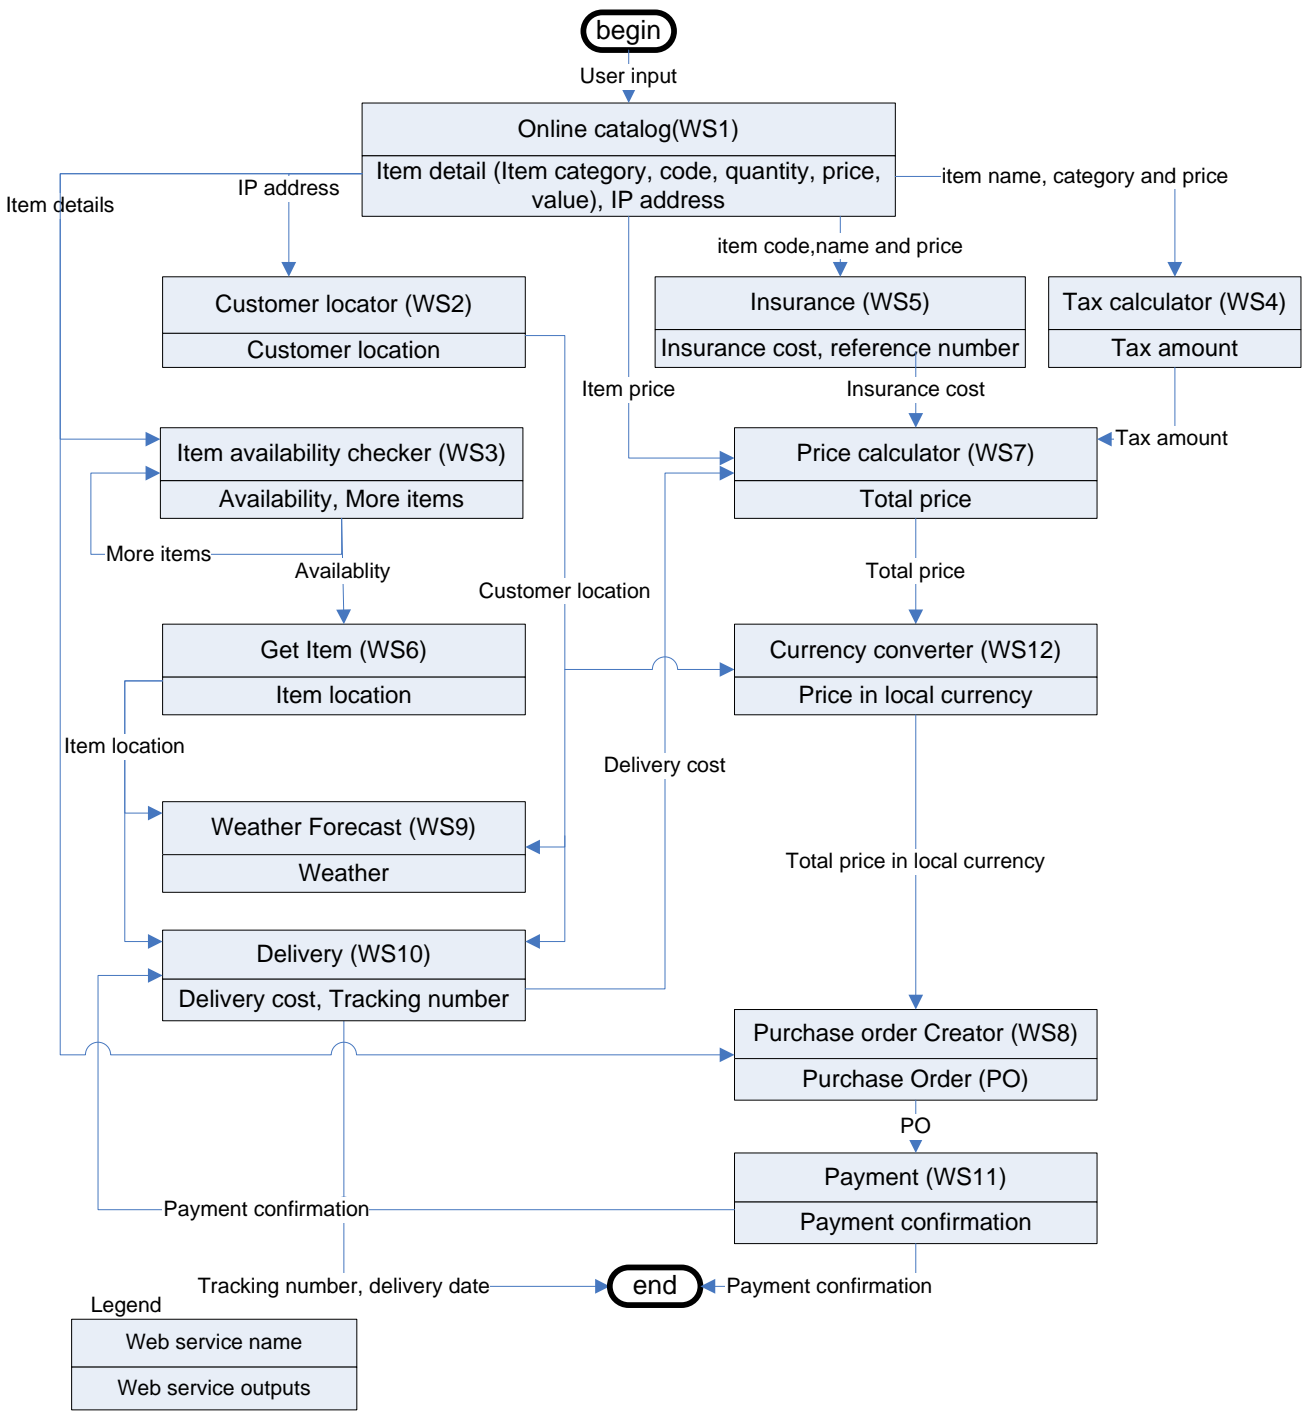 begin
User input
Online catalog(WS1)
Item detail (Item category, code, quantity, price,
value), IP address
item name, category and price
IP address
Item details
item code,name and price
Customer locator (WS2)
Customer location
Insurance (WS5)
Insurance cost, reference number
Tax calculator (WS4)
Tax amount
Item price
Insurance cost
Tax amount
Item availability checker (WS3)
Availability, More items
Price calculator (WS7)
Total price
More items
Availablity
Total price
Customer location
Get Item (WS6)
Item location
Currency converter (WS12)
Price in local currency
Item location
Delivery cost
Weather Forecast (WS9)
Weather
Total price in local currency
Delivery (WS10)
Delivery cost, Tracking number
Purchase order Creator (WS8)
Purchase Order (PO)
PO
Payment (WS11)
Payment confirmation
Payment confirmation
Tracking number, delivery date
end
Payment confirmation
Legend
Web service name
Web service outputs